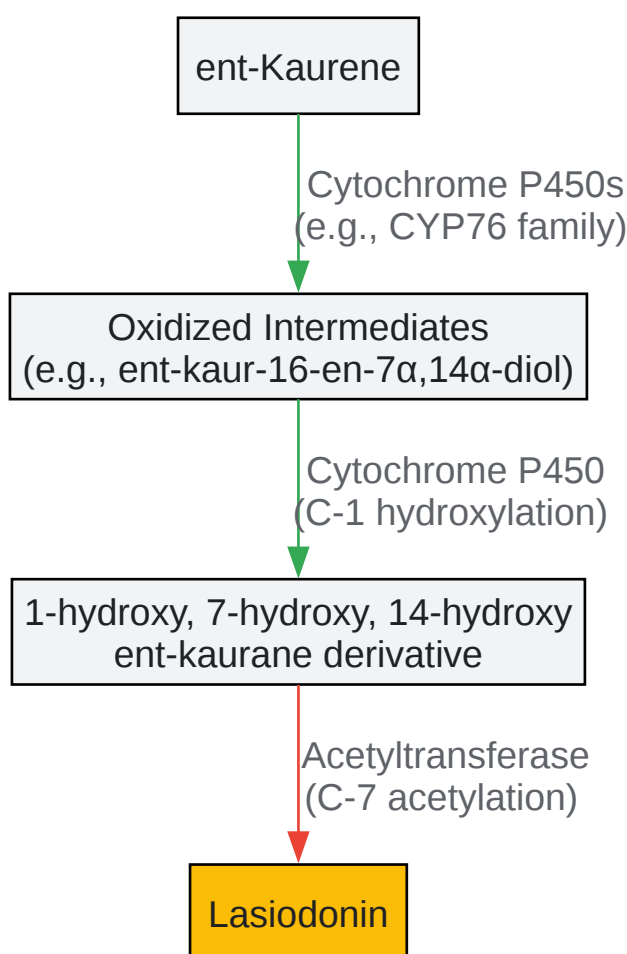 ent-Kaurene
Cytochrome P450s
(e.g., CYP76 family)
Oxidized Intermediates
(e.g., ent-kaur-16-en-7α,14α-diol)
Cytochrome P450
(C-1 hydroxylation)
1-hydroxy, 7-hydroxy, 14-hydroxy
ent-kaurane derivative
Acetyltransferase
(C-7 acetylation)
Lasiodonin